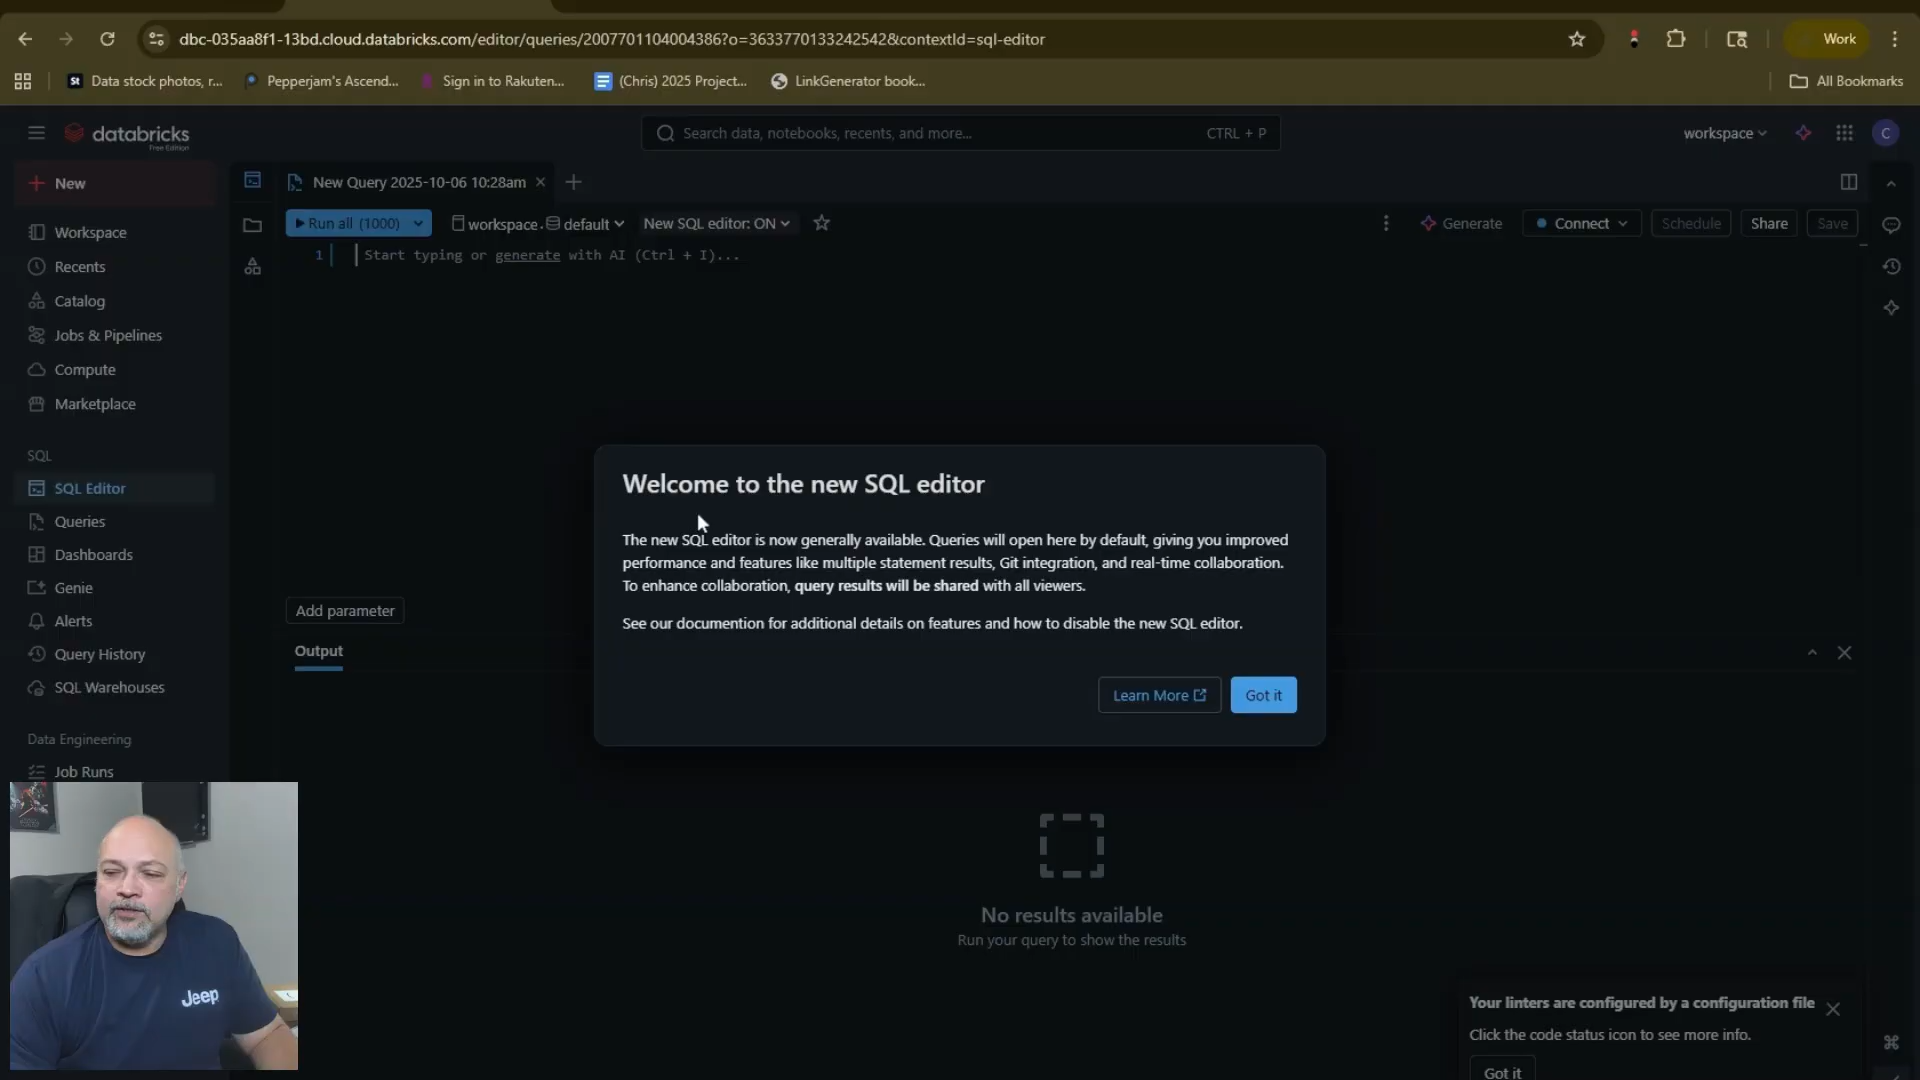 dbc-035aa8f1-13bd.cloud.databricks.com/editor/queries/2007701104004386?o=3633770133242542&contextId=sql-editor
Work
St Data stock photos, r...
Pepperjam's Ascend...
Sign in to Rakuten...
(Chris) 2025 Project...
LinkGenerator book...
All Bookmarks
databricks
Free Edition
Search data, notebooks, recents, and more...
CTRL + P
workspace
C
New
New Query 2025-10-06 10:28am
Run all (1000)
workspace.
default
New SQL editor: ON
Generate
Connect
Schedule
Share
Save
1
Start typing or generate with AI (Ctrl + I)...
Workspace
Recents
Catalog
Jobs & Pipelines
Compute
Marketplace
SQL
SQL Editor
Queries
Dashboards
Genie
Alerts
Query History
SQL Warehouses
Data Engineering
Job Runs
Welcome to the new SQL editor
The new SQL editor is now generally available. Queries will open here by default, giving you improved
performance and features like multiple statement results, Git integration, and real-time collaboration.
To enhance collaboration, query results will be shared with all viewers.
See our documention for additional details on features and how to disable the new SQL editor.
Learn More
Got it
Add parameter
Output
No results available
Run your query to show the results
Your linters are configured by a configuration file
Click the code status icon to see more info.
Got it
Jeep